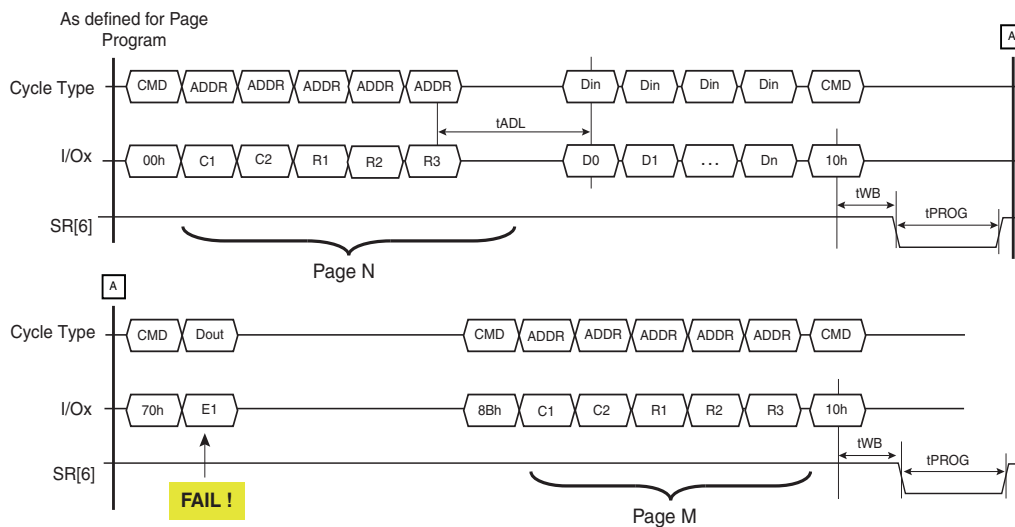 As defined for Page
Program
A
Cycle Type CMD ADDR ADDR ADDR ADDR ADDR Din Din Din Din CMD
tADL
I/Ox 00h C1 C2 R1 R2 R3 D0 D1 ... Dn 10h
tWB tPROG
SR[6]
Page N
A
Cycle Type CMD Dout CMD ADDR ADDR ADDR ADDR ADDR CMD
I/Ox 70h E1 8Bh C1 C2 R1 R2 R3 10h
tWB tPROG
SR[6]
FAIL !
Page M